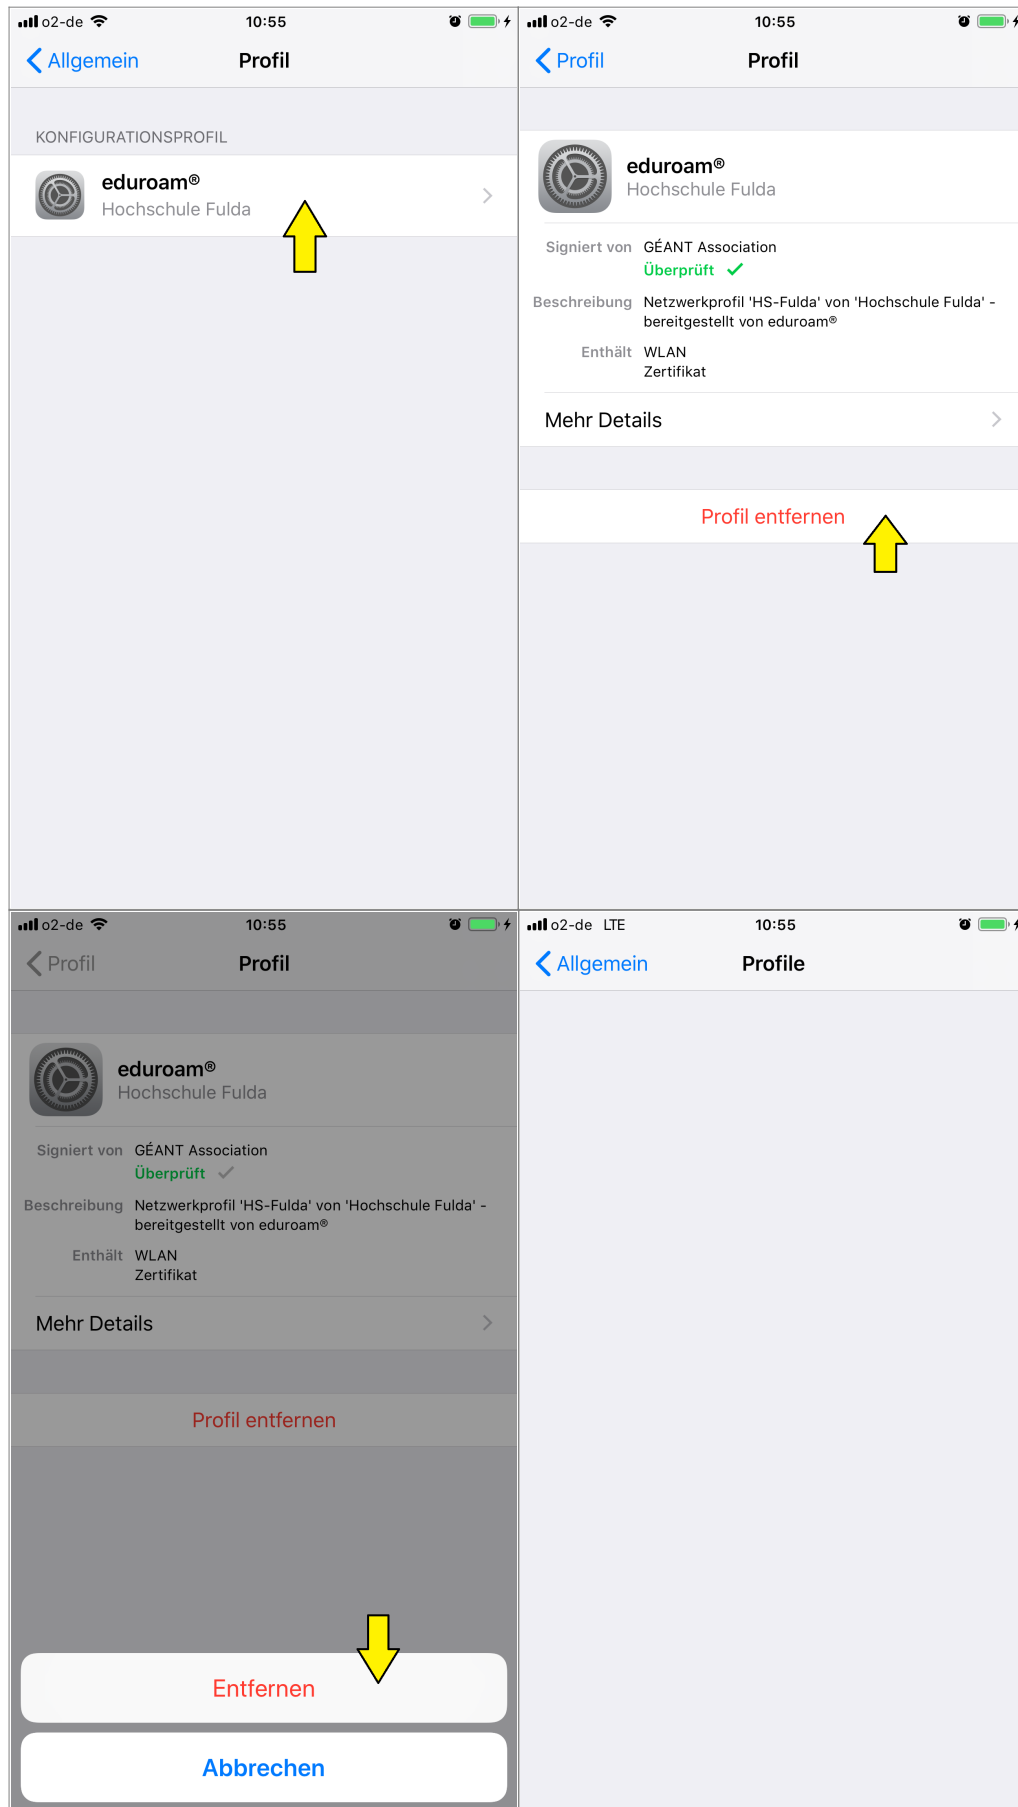 o2-de 10:55
Allgemein Profil
KONFIGURATIONSPROFIL
eduroam®
Hochschule Fulda
o2-de 10:55
Profil Profil
eduroam®
Hochschule Fulda
Signiert von GÉANT Association
Überprüft
Beschreibung Netzwerkprofil 'HS-Fulda' von 'Hochschule Fulda' -
bereitgestellt von eduroam®
Enthält WLAN
Zertifikat
Mehr Details
Profil entfernen
o2-de 10:55
Profil Profil
eduroam®
Hochschule Fulda
Signiert von GÉANT Association
Überprüft
Beschreibung Netzwerkprofil 'HS-Fulda' von 'Hochschule Fulda' -
bereitgestellt von eduroam®
Enthält WLAN
Zertifikat
Mehr Details
Profil entfernen
Entfernen
Abbrechen
o2-de LTE 10:55
Allgemein Profile